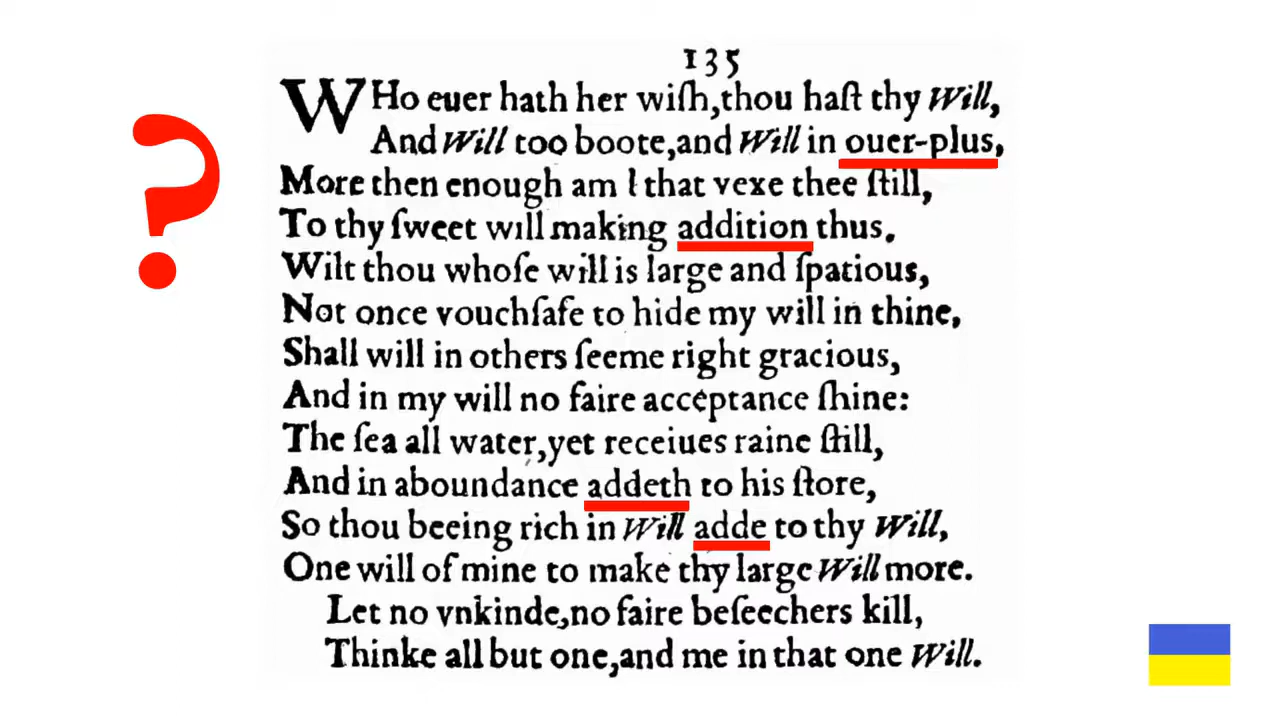 135
WHo euer hath her wiſh,thou haſt thy Will,
And Will too boote,and Will in ouer-plus,
More then enough am I that vexe thee ſtill,
To thy ſweet will making addition thus.
Wilt thou whoſe will is large and ſpatious,
Not once vouchſafe to hide my will in thine,
Shall will in others ſeeme right gracious,
And in my will no faire acceptance ſhine:
The ſea all water,yet receiues raine ſtill,
And in aboundance addeth to his ſtore,
So thou beeing rich in Will adde to thy Will,
One will of mine to make thy large Will more.
Let no vnkinde,no faire beſeechers kill,
Thinke all but one,and me in that one Will.
?